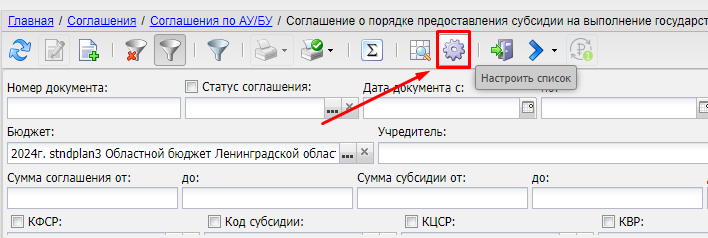 Главная / Соглашения / Соглашения по АУ/БУ / Соглашение о порядке предоставления субсидии на выполнение государст
Настроить список
Номер документа: Статус соглашения: Дата документа с:
Бюджет: Учредитель:
2024г. stndplan3 Областной бюджет Ленинградской област
Сумма соглашения от: до: Сумма субсидии от: до:
КФСР: Код субсидии: КЦСР: КВР: